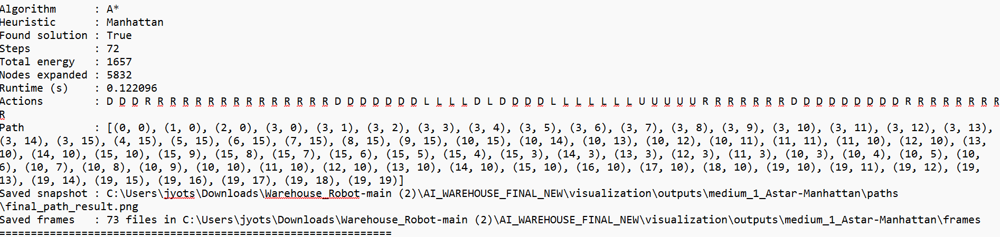 Algorithm : A*
Heuristic : Manhattan
Found solution : True
Steps : 72
Total energy : 1657
Nodes expanded : 5832
Runtime (s) : 0.122096
Actions : D D D R R R R R R R R R R R R R R R D D D D D D D L L L L D L D D D D L L L L L L L U U U U U R R R R R R R D D D D D D D D D R R R R R R R R
R
Path : [(0, 0), (1, 0), (2, 0), (3, 0), (3, 1), (3, 2), (3, 3), (3, 4), (3, 5), (3, 6), (3, 7), (3, 8), (3, 9), (3, 10), (3, 11), (3, 12), (3, 13),
(3, 14), (3, 15), (4, 15), (5, 15), (6, 15), (7, 15), (8, 15), (9, 15), (10, 15), (10, 14), (10, 13), (10, 12), (10, 11), (11, 11), (11, 10), (12, 10), (13,
10), (14, 10), (15, 10), (15, 9), (15, 8), (15, 7), (15, 6), (15, 5), (15, 4), (15, 3), (14, 3), (13, 3), (12, 3), (11, 3), (10, 3), (10, 4), (10, 5), (10,
6), (10, 7), (10, 8), (10, 9), (10, 10), (11, 10), (12, 10), (13, 10), (14, 10), (15, 10), (16, 10), (17, 10), (18, 10), (19, 10), (19, 11), (19, 12), (19,
13), (19, 14), (19, 15), (19, 16), (19, 17), (19, 18), (19, 19)]
Saved snapshot : C:\Users\jyots\Downloads\Warehouse_Robot-main (2)\AI_WAREHOUSE_FINAL_NEW\visualization\outputs\medium_1_Astar-Manhattan\paths
\final_path_result.png
Saved frames : 73 files in C:\Users\jyots\Downloads\Warehouse_Robot-main (2)\AI_WAREHOUSE_FINAL_NEW\visualization\outputs\medium_1_Astar-Manhattan\frames
==============================================================